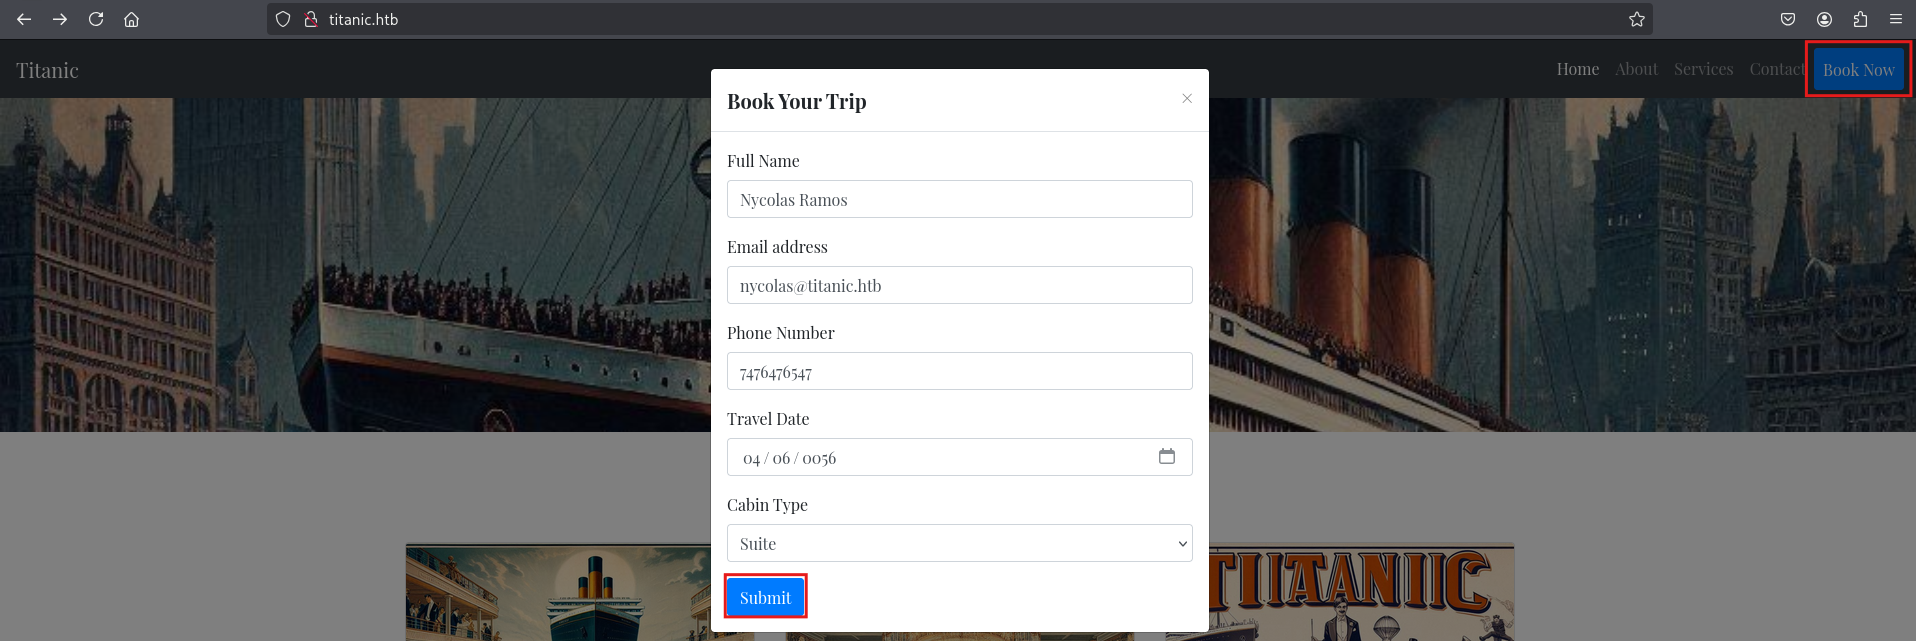 titanic.htb
Titanic
Home About Services Contact Book Now
Book Your Trip
Full Name
Nycolas Ramos
Email address
nycolas@titanic.htb
Phone Number
7476476547
Travel Date
04 / 06 / 0056
Cabin Type
Suite
Submit
TITANIC